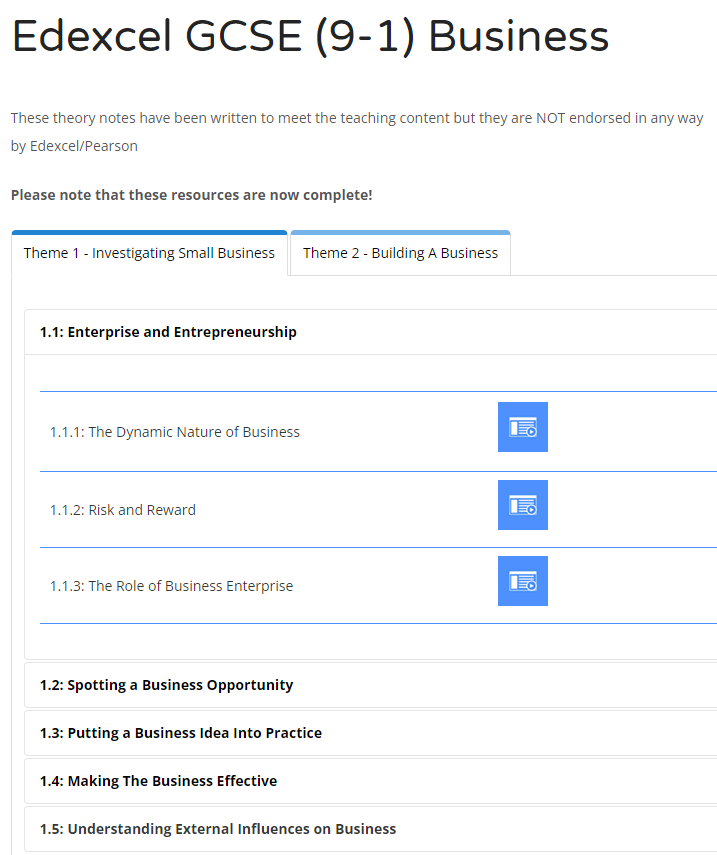 Edexcel GCSE (9-1) Business
These theory notes have been written to meet the teaching content but they are NOT endorsed in any way
by Edexcel/Pearson
Please note that these resources are now complete!
Theme 1 - Investigating Small Business
Theme 2 - Building A Business
1.1: Enterprise and Entrepreneurship
1.1.1: The Dynamic Nature of Business
1.1.2: Risk and Reward
1.1.3: The Role of Business Enterprise
1.2: Spotting a Business Opportunity
1.3: Putting a Business Idea Into Practice
1.4: Making The Business Effective
1.5: Understanding External Influences on Business